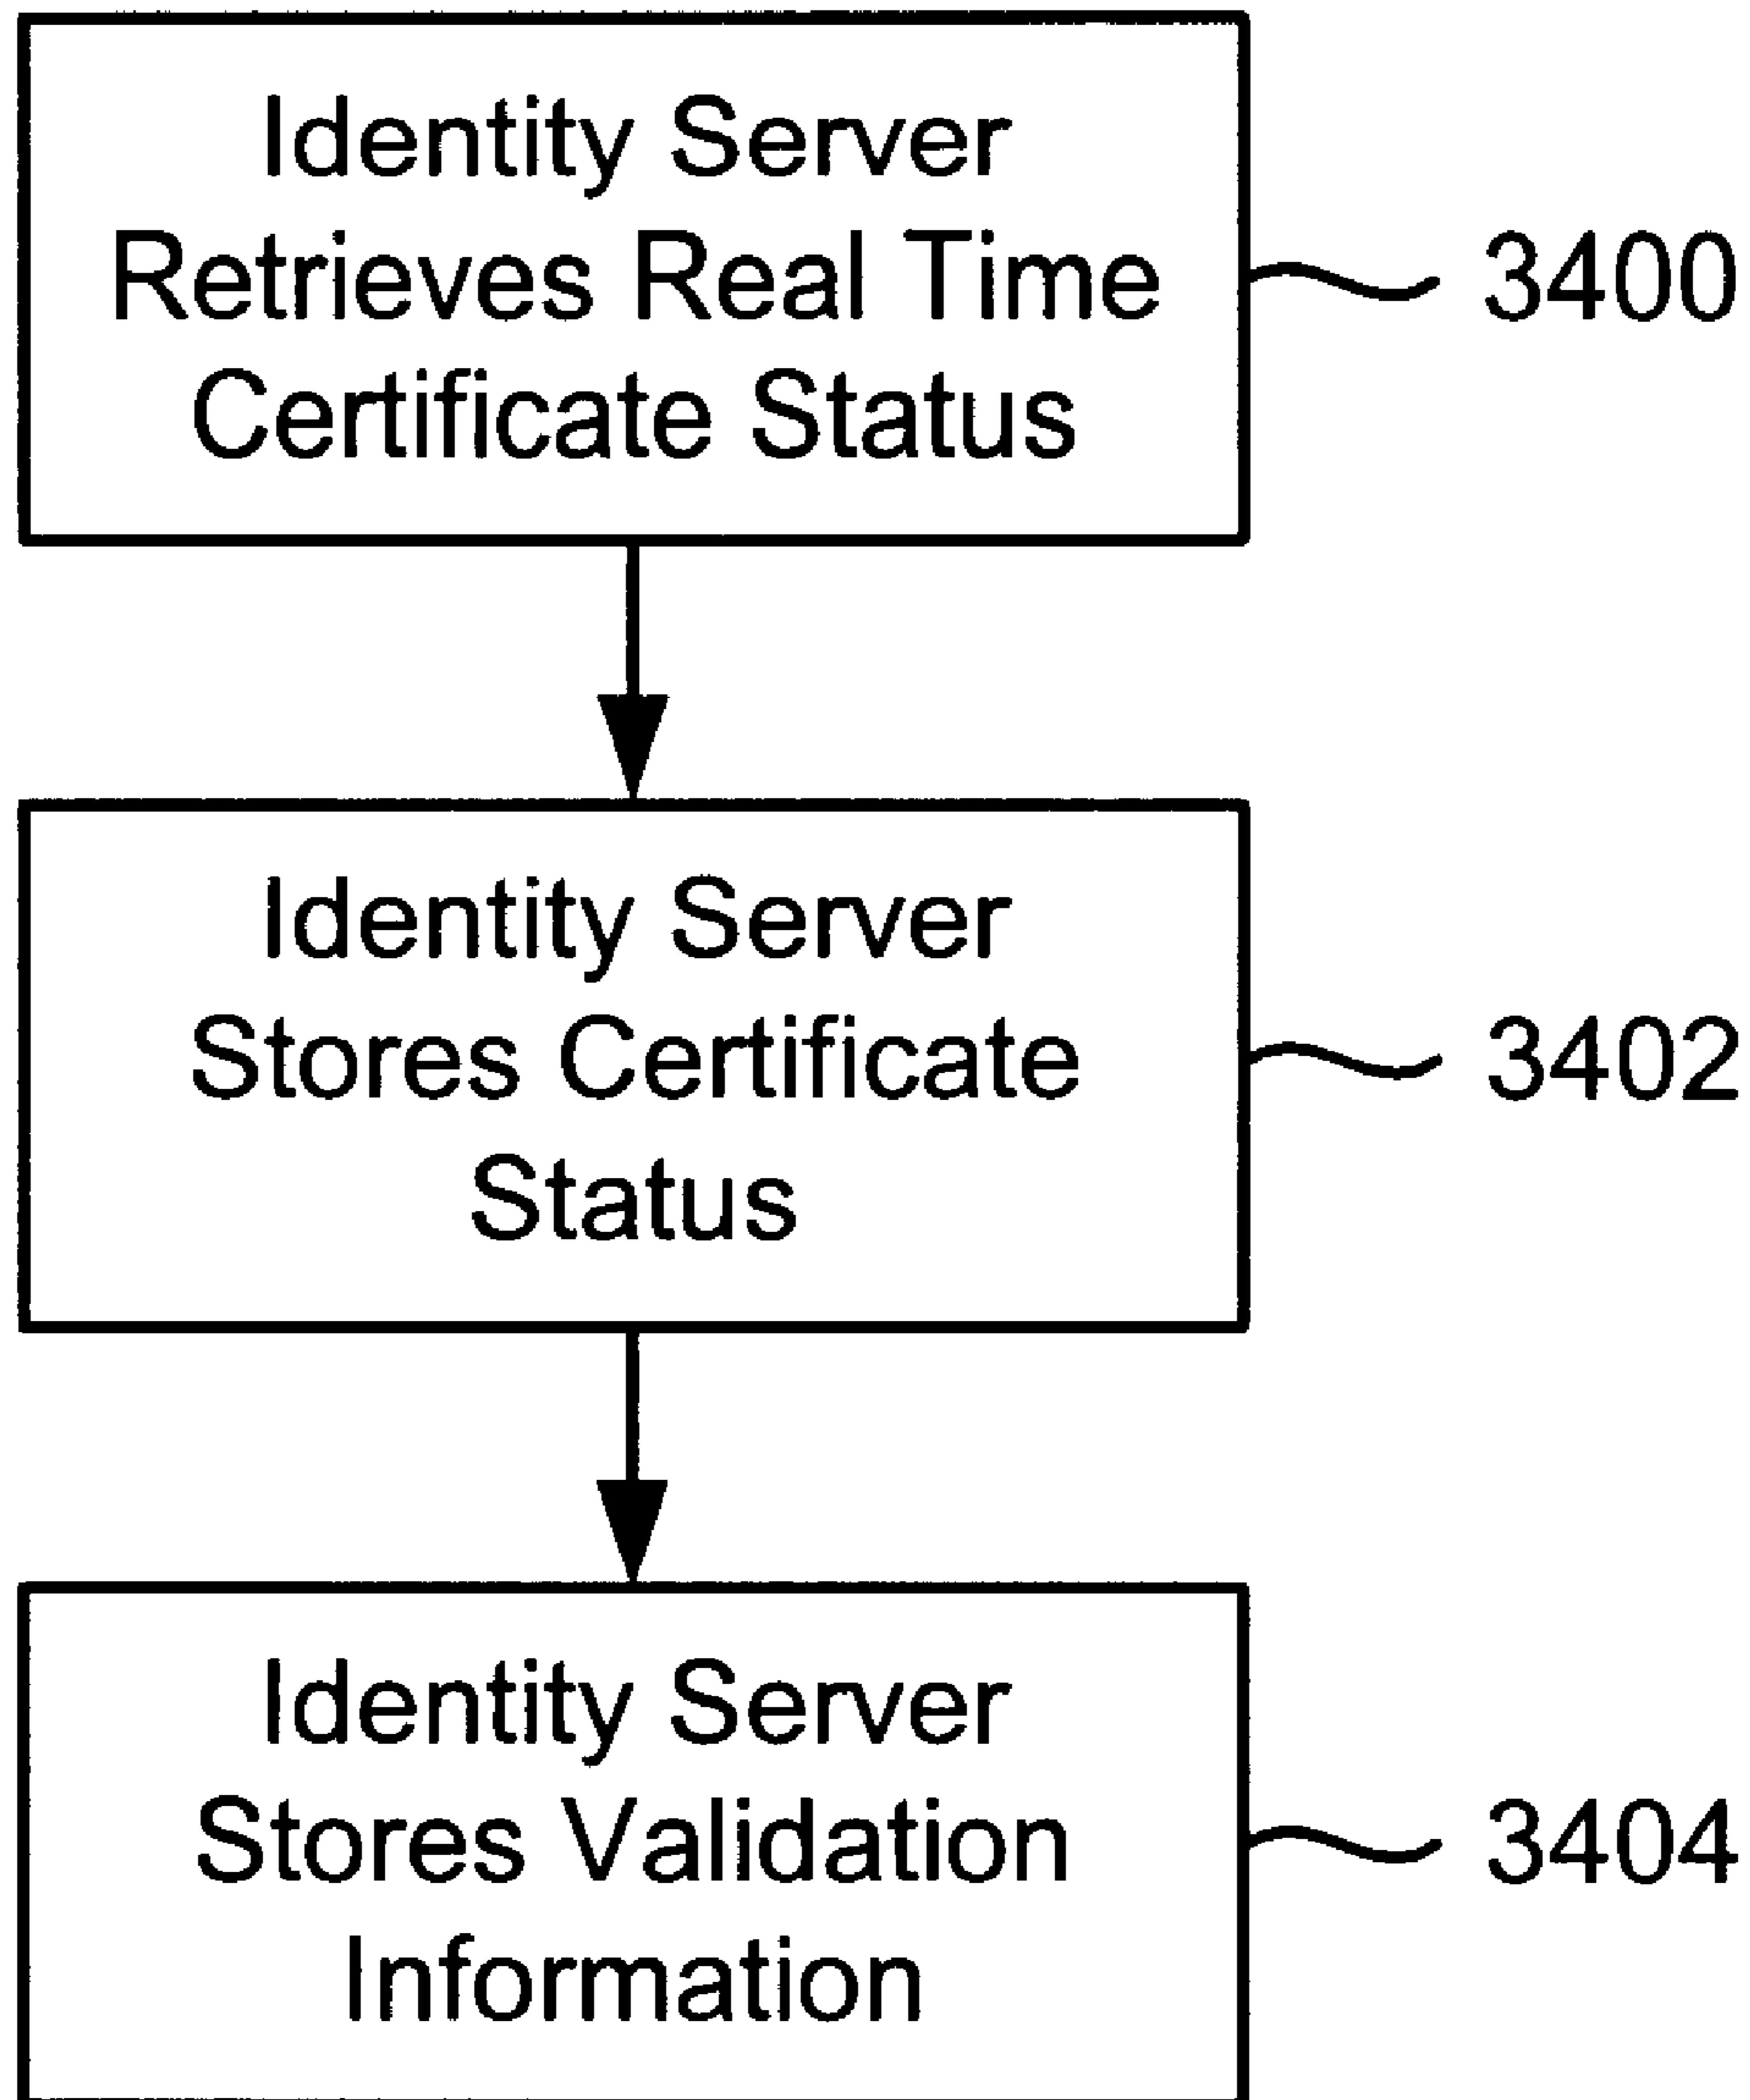 Identity Server
Retrieves Real Time
Certificate Status
3400
Identity Server
Stores Certificate
Status
3402
Identity Server
Stores Validation
Information
3404